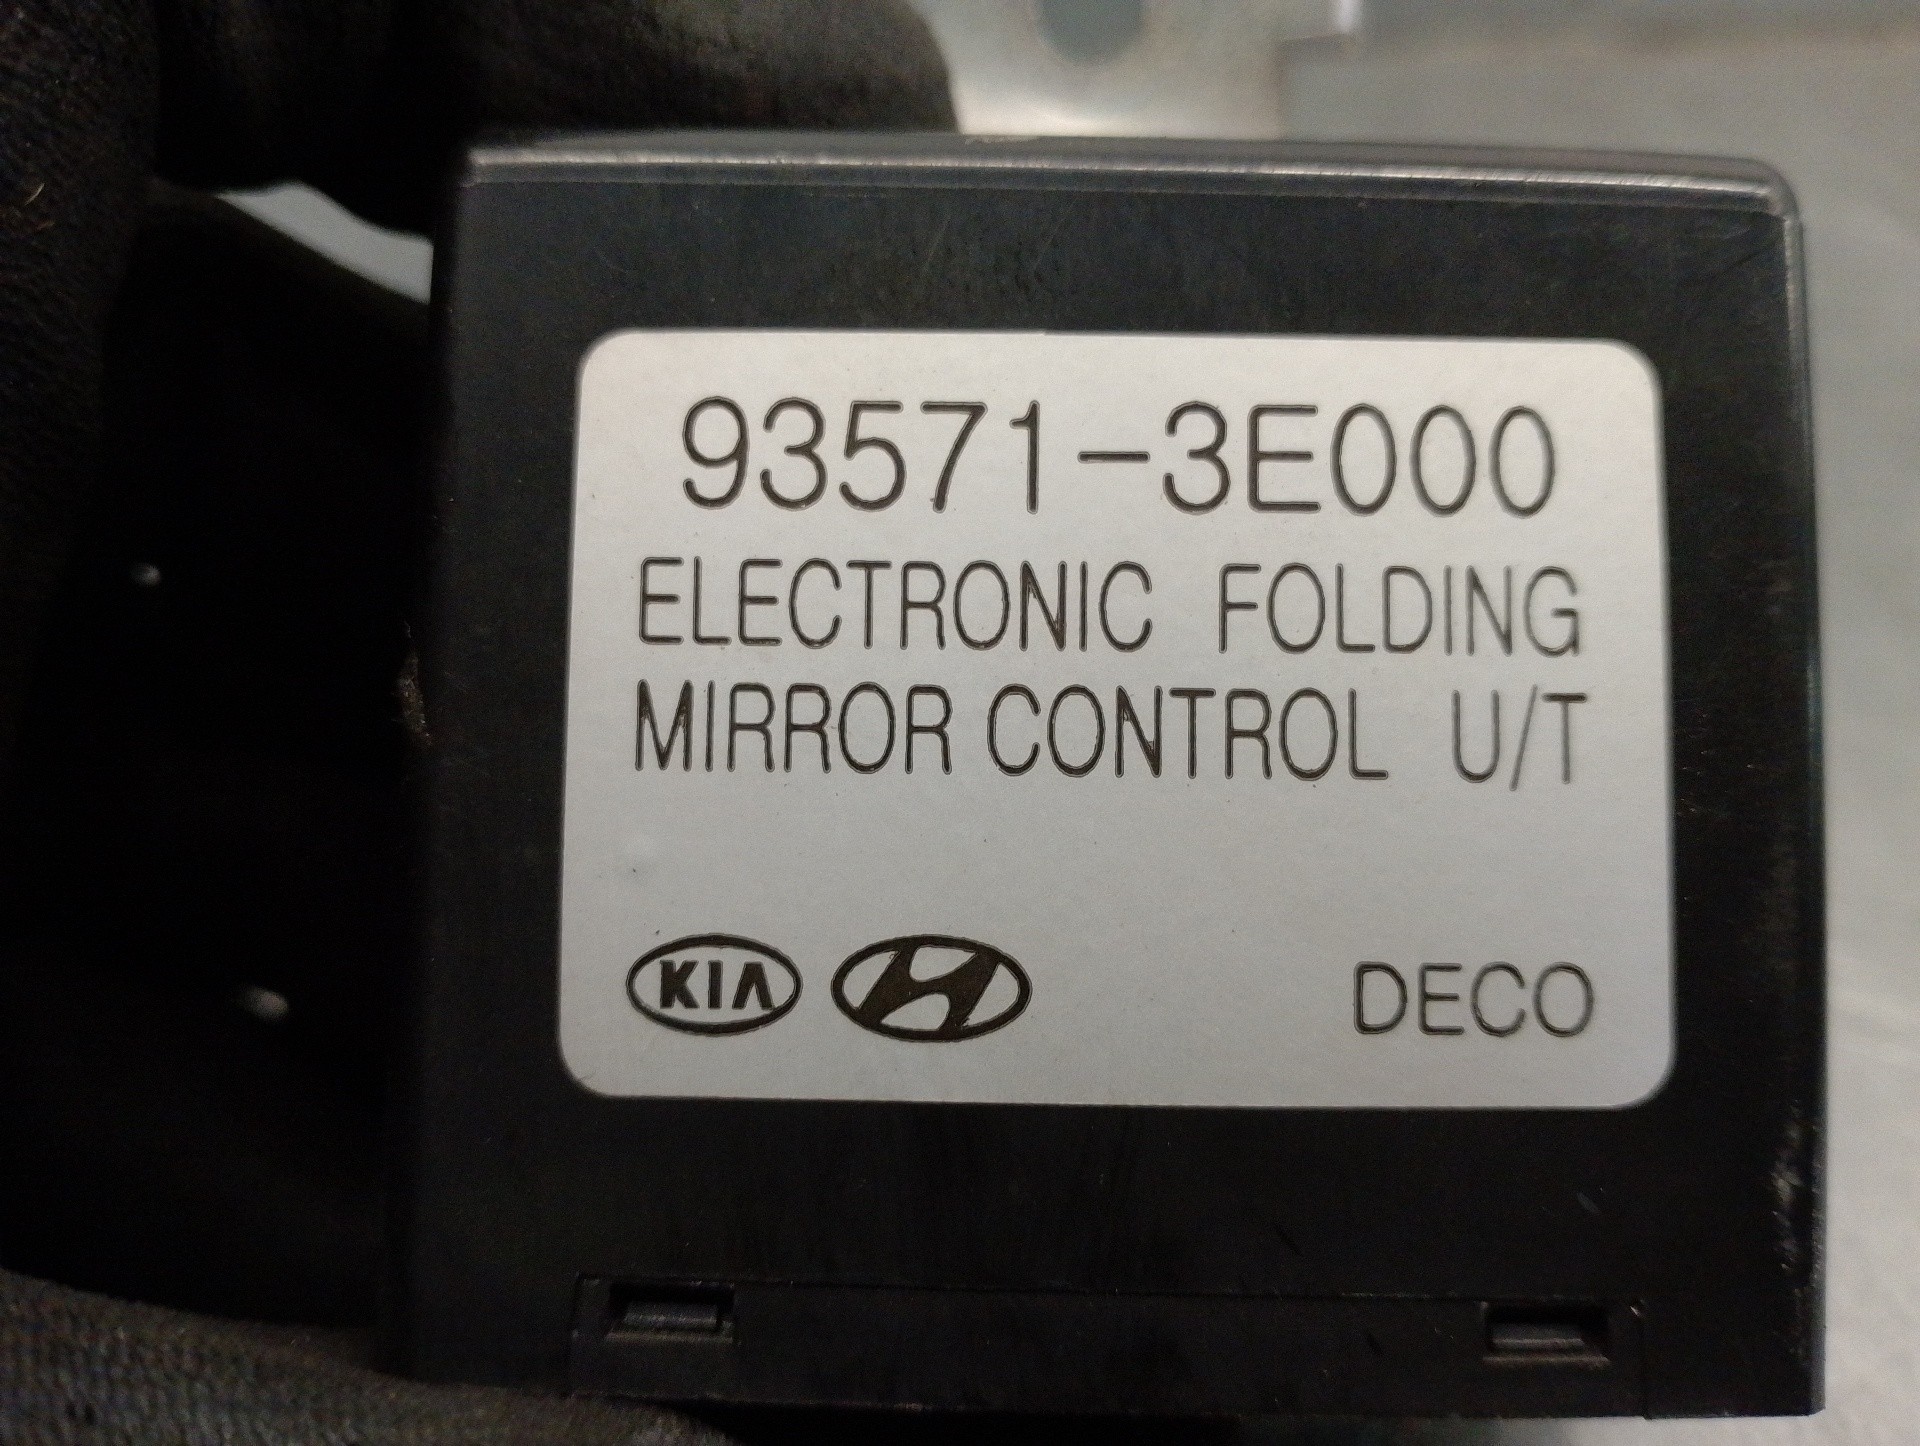 93571-3E000
ELECTRONIC FOLDING
MIRROR CONTROL U/T
KIA DECO